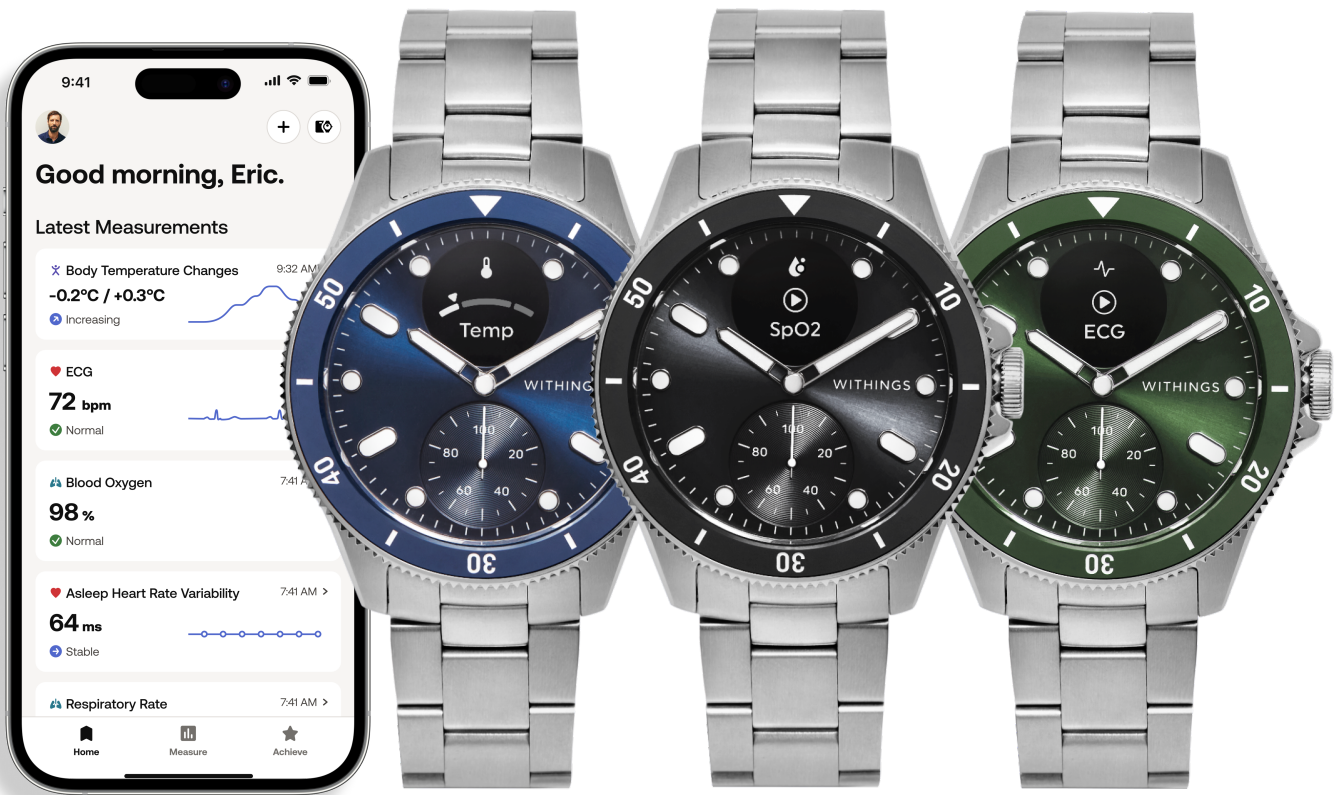 9:41
Good morning, Eric.
Latest Measurements
Body Temperature Changes
9:32 AM
-0.2°C / +0.3°C
Increasing
ECG
72 bpm
Normal
Blood Oxygen
7:41 A
98 %
Normal
Asleep Heart Rate Variability
7:41 AM >
64 ms
Stable
Respiratory Rate
7:41 AM >
Home
Measure
Achieve
50
Temp
WITHING
100
80
20
60
40
40
30
50
10
SpO2
WITHINGS
100
80
20
60
40
40
20
30
10
ECG
WITHINGS
100
80
20
60
40
20
30